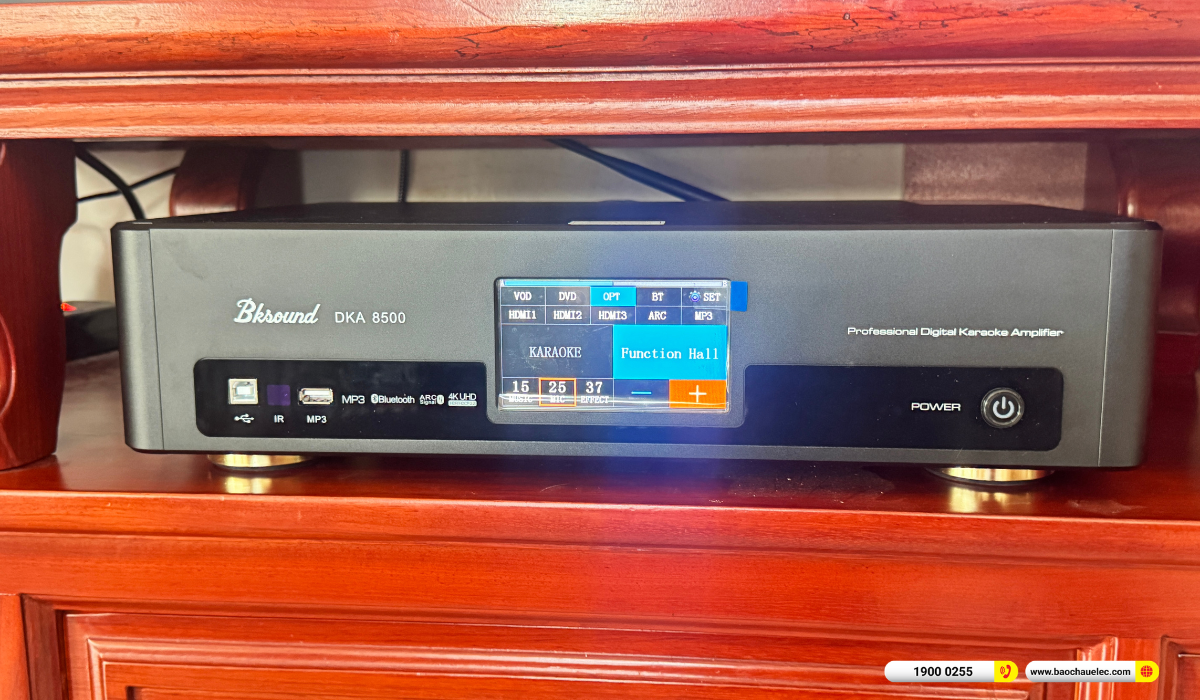 Bksound DKA 8500
VOD DVD OPT BT SET
HDMI1 HDMI2 HDMI3 ARC MP3
KARAOKE Function Hall
15 25 37 − +
MUSIC MIC EFFECT
Professional Digital Karaoke Amplifier
IR MP3
MP3 Bluetooth ARC Signal 4K UHD
POWER
1900 0255 www.baochauelec.com